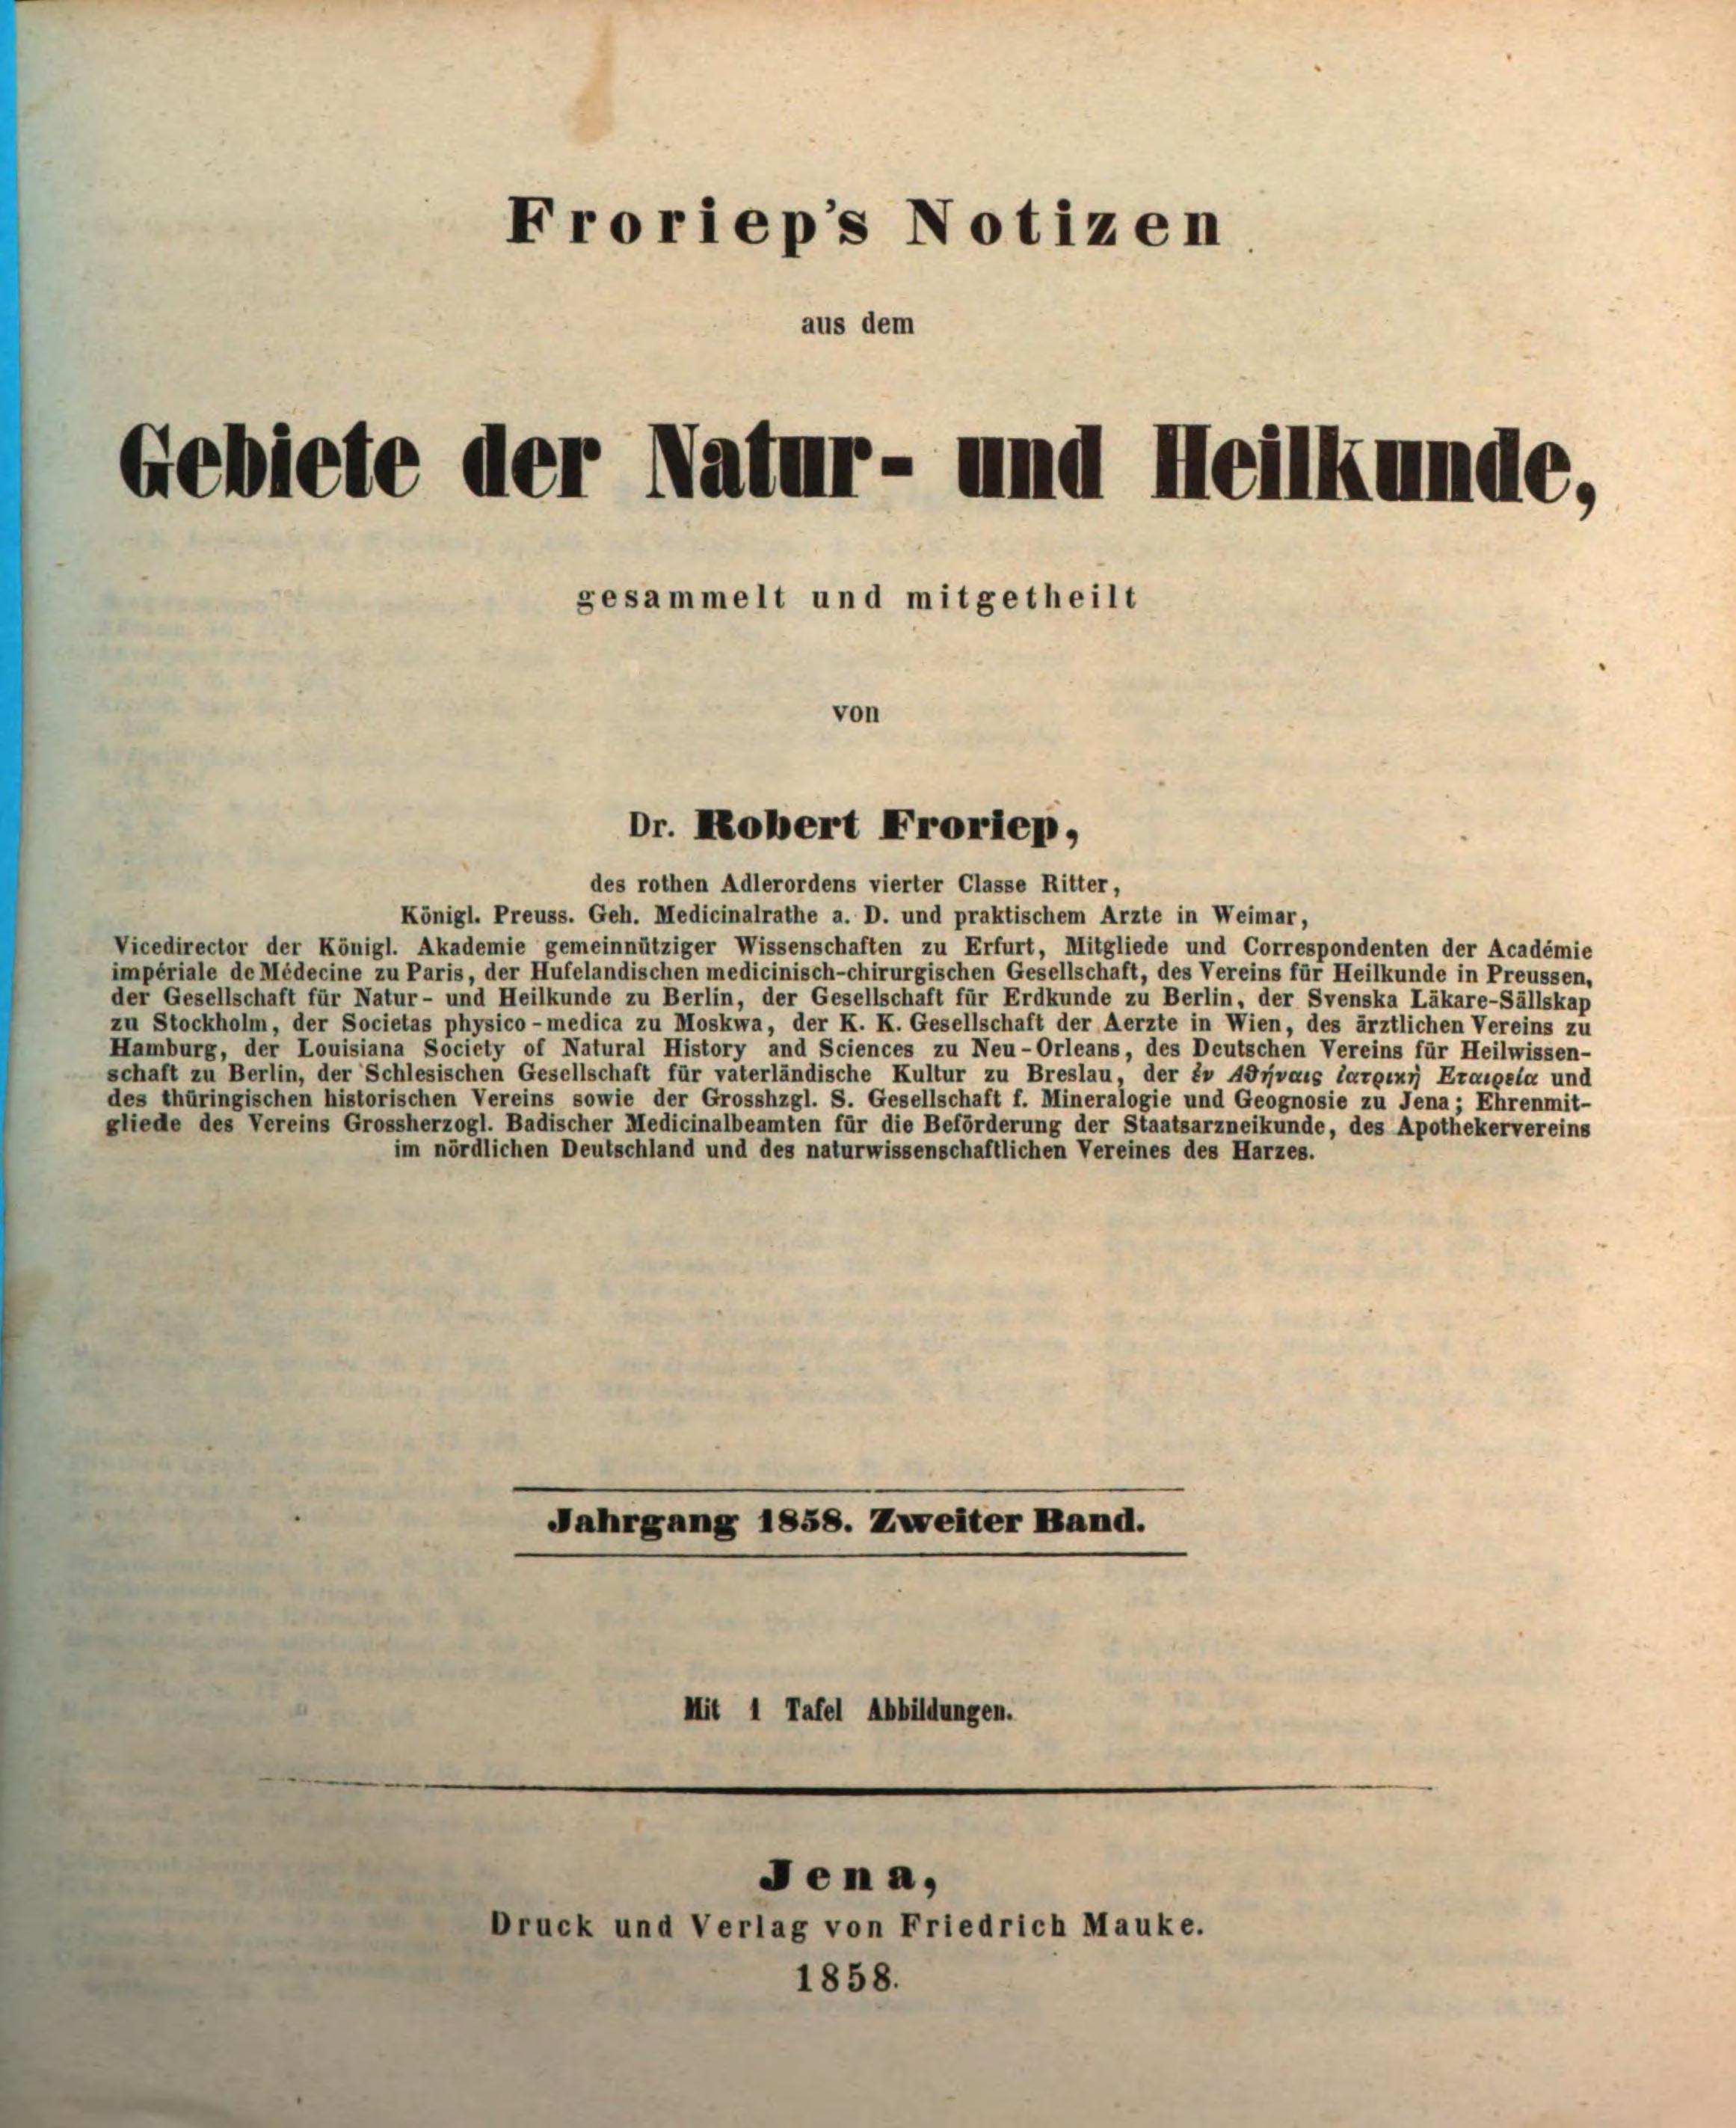 Froriep's Notizen
aus dem
Gebiete der Natur- und Heilkunde,
gesammelt und mitgetheilt
von
Dr. Robert Froriep,
des rothen Adlerordens vierter Classe Ritter,
Königl. Preuss. Geh. Medicinalrathe a. D. und praktischem Arzte in Weimar,
Vicedirector der Königl. Akademie gemeinnütziger Wissenschaften zu Erfurt, Mitgliede und Correspondenten der Académie
impériale de Médecine zu Paris, der Hufelandischen medicinisch-chirurgischen Gesellschaft, des Vereins für Heilkunde in Preussen,
der Gesellschaft für Natur- und Heilkunde zu Berlin, der Gesellschaft für Erdkunde zu Berlin, der Svenska Läkare-Sällskap
zu Stockholm, der Societas physico-medica zu Moskwa, der K. K. Gesellschaft der Aerzte in Wien, des ärztlichen Vereins zu
Hamburg, der Louisiana Society of Natural History and Sciences zu Neu-Orleans, des Deutschen Vereins für Heilwissen-
schaft zu Berlin, der Schlesischen Gesellschaft für vaterländische Kultur zu Breslau, der ἐν Αθήναις ἰατρικὴ Εταιρεία und
des thüringischen historischen Vereins sowie der Grosshzgl. S. Gesellschaft f. Mineralogie und Geognosie zu Jena; Ehrenmit-
gliede des Vereins Grossherzogl. Badischer Medicinalbeamten für die Beförderung der Staatsarzneikunde, des Apothekervereins
im nördlichen Deutschland und des naturwissenschaftlichen Vereines des Harzes.
Jahrgang 1858. Zweiter Band.
Mit 1 Tafel Abbildungen.
Jena,
Druck und Verlag von Friedrich Mauke.
1858.